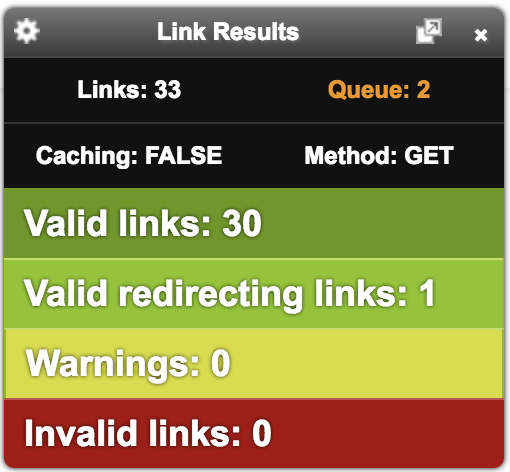 Link Results
Links: 33 Queue: 2
Caching: FALSE Method: GET
Valid links: 30
Valid redirecting links: 1
Warnings: 0
Invalid links: 0